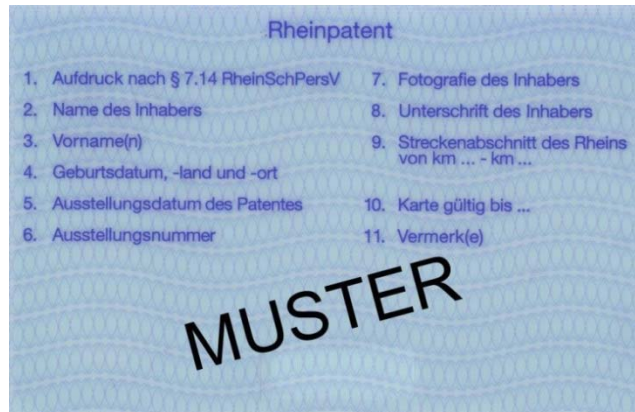 Rheinpatent
1. Aufdruck nach § 7.14 RheinSchPersV
2. Name des Inhabers
3. Vorname(n)
4. Geburtsdatum, -land und -ort
5. Ausstellungsdatum des Patentes
6. Ausstellungsnummer
7. Fotografie des Inhabers
8. Unterschrift des Inhabers
9. Streckenabschnitt des Rheins
von km ... - km ...
10. Karte gültig bis ...
11. Vermerk(e)
MUSTER